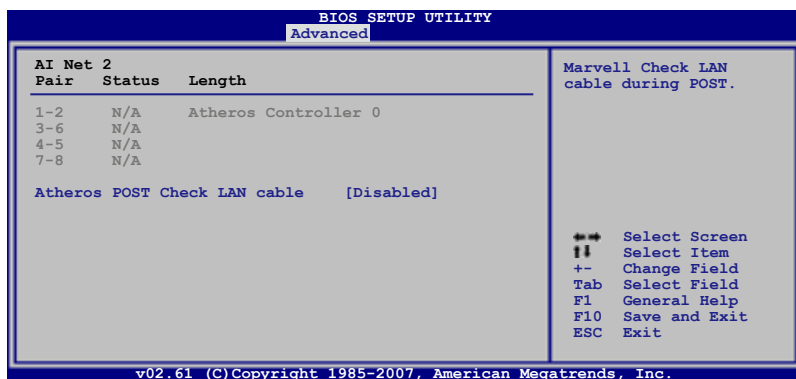 BIOS SETUP UTILITY
Advanced
AI Net 2
Pair Status Length
1-2 N/A Atheros Controller 0
3-6 N/A
4-5 N/A
7-8 N/A
Atheros POST Check LAN cable [Disabled]
Marvell Check LAN
cable during POST.
←→ Select Screen
↑↓ Select Item
+- Change Field
Tab Select Field
F1 General Help
F10 Save and Exit
ESC Exit
v02.61 (C)Copyright 1985-2007, American Megatrends, Inc.